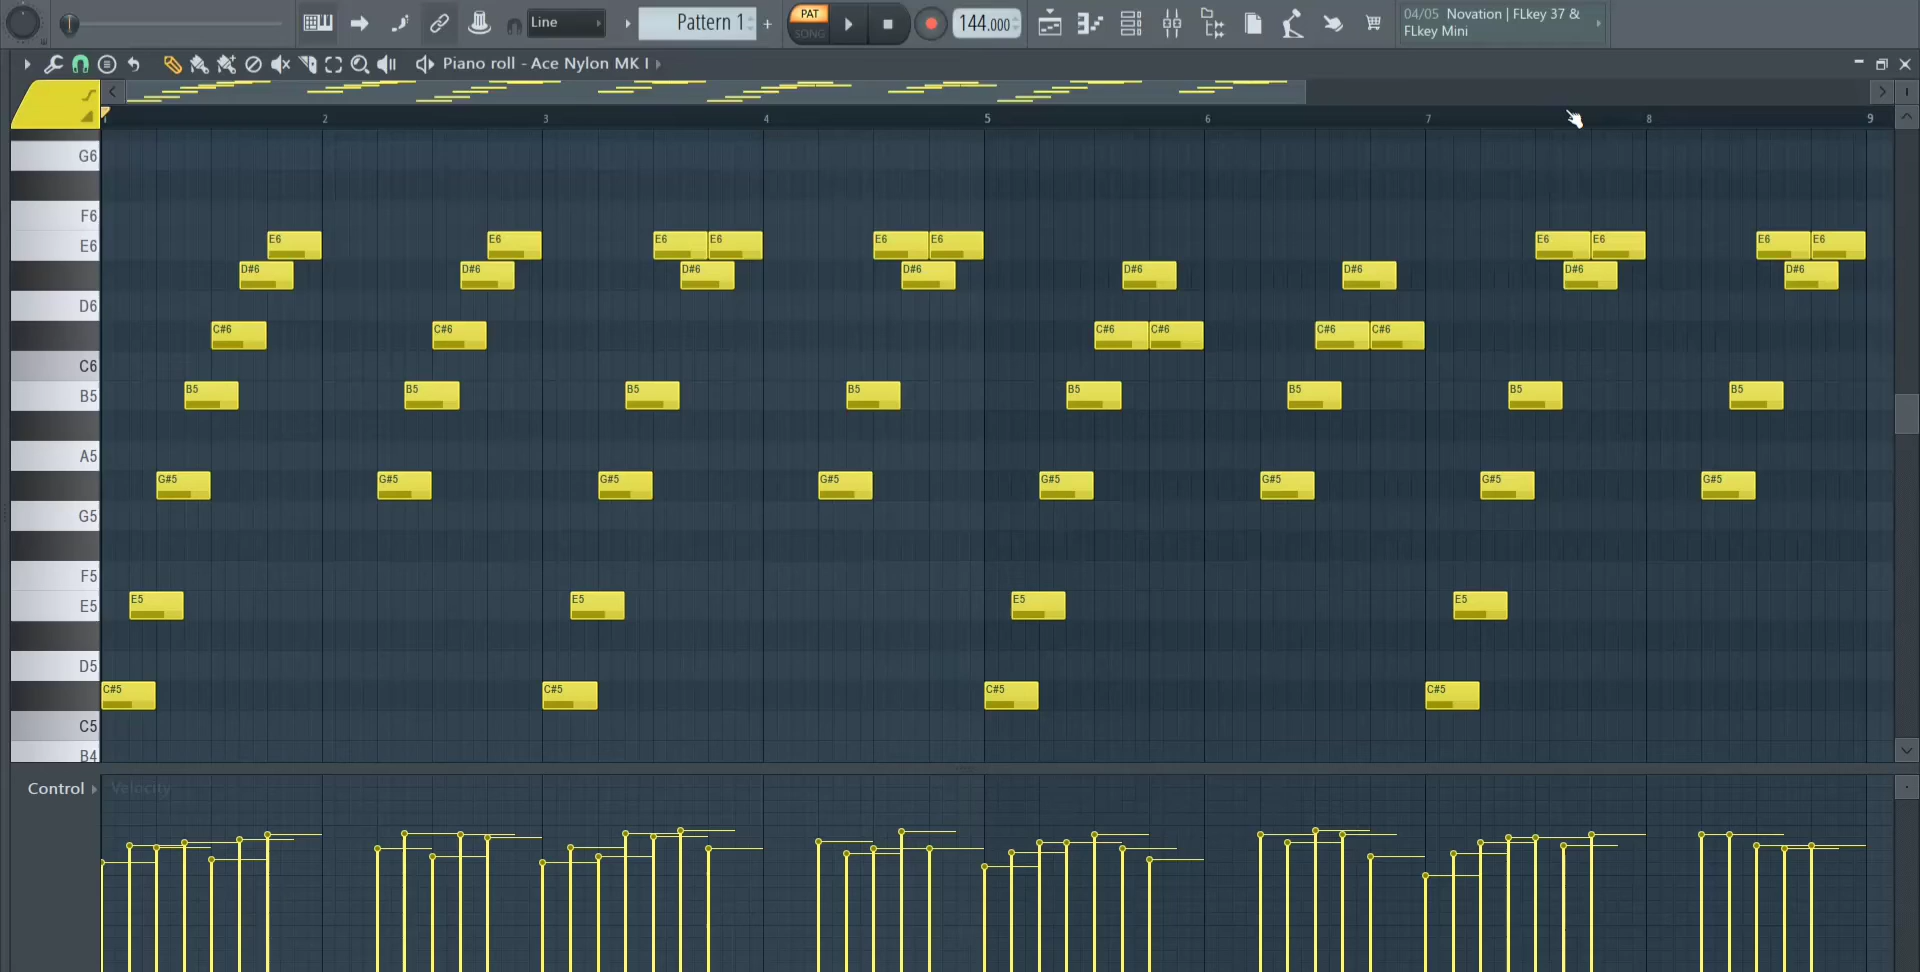 Line
Pattern 1
+
PAT
SONG
144.000
04/05 Novation | FLkey 37 &
FLkey Mini
Piano roll - Ace Nylon MK I
1 2 3 4 5 6 7 8 9
G6
F6
E6 E6 E6 E6 E6 E6 E6 E6 E6 E6 E6
D#6 D#6 D#6 D#6 D#6 D#6 D#6 D#6
D6
C#6 C#6 C#6 C#6 C#6 C#6
C6
B5 B5 B5 B5 B5 B5 B5 B5 B5
A5
G#5 G#5 G#5 G#5 G#5 G#5 G#5 G#5
G5
F5
E5 E5 E5 E5 E5
D5
C#5 C#5 C#5 C#5
C5
B4
Control Velocity